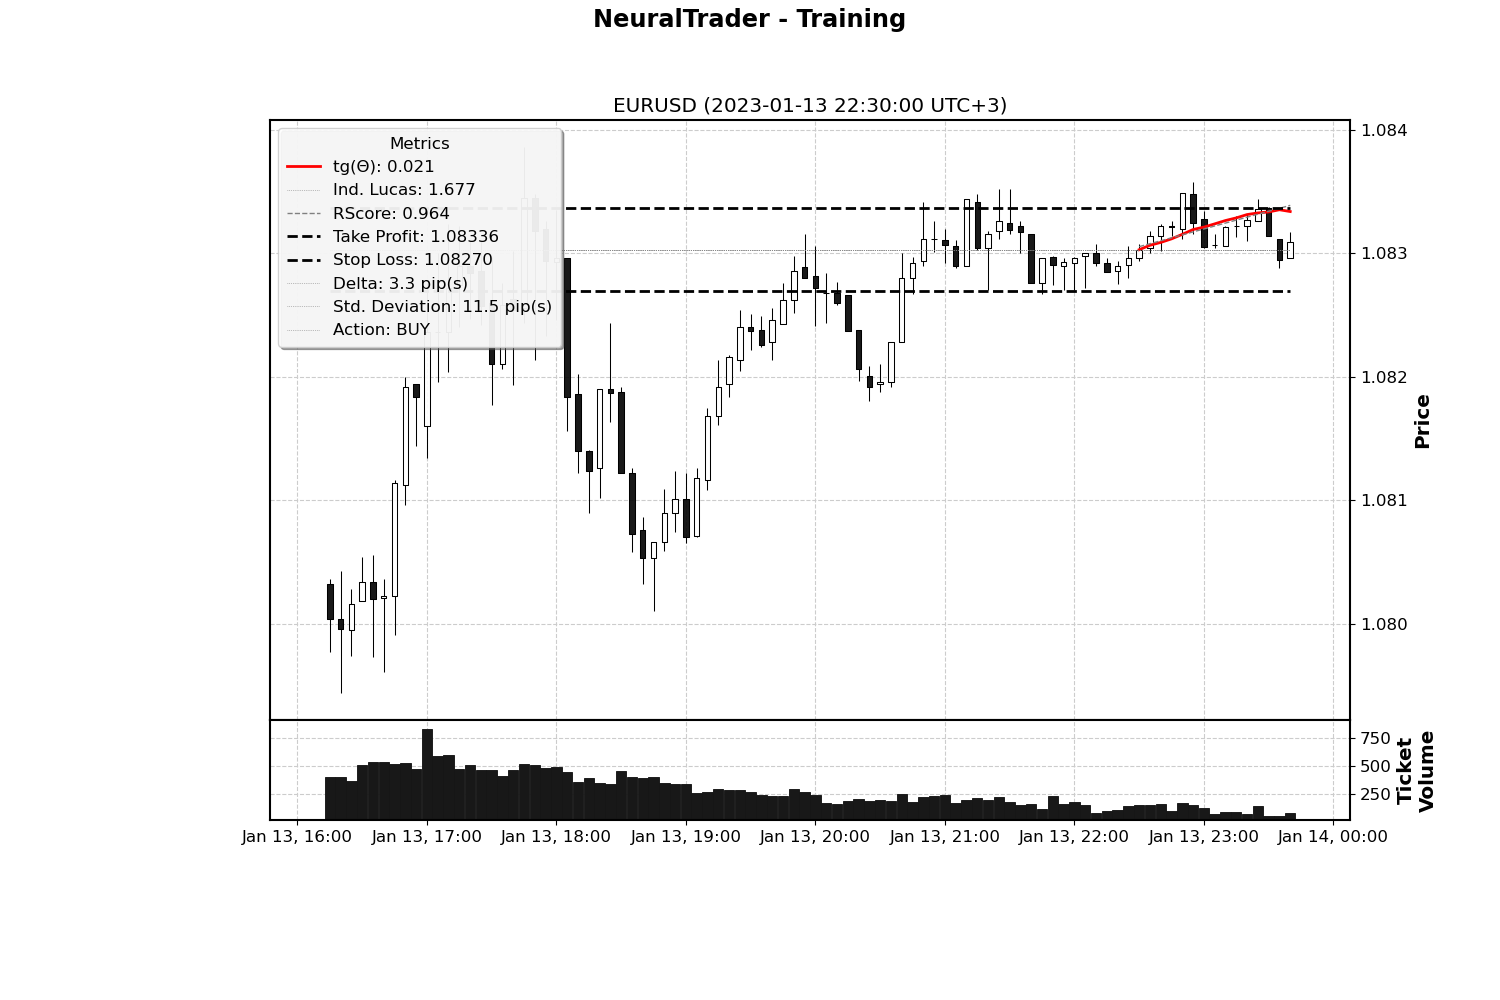 NeuralTrader - Training
EURUSD (2023-01-13 22:30:00 UTC+3)
Metrics
tg(Θ): 0.021
Ind. Lucas: 1.677
RScore: 0.964
Take Profit: 1.08336
Stop Loss: 1.08270
Delta: 3.3 pip(s)
Std. Deviation: 11.5 pip(s)
Action: BUY
1.084
1.083
1.082
1.081
1.080
Price
750
500
250
Ticket
Volume
Jan 13, 16:00
Jan 13, 17:00
Jan 13, 18:00
Jan 13, 19:00
Jan 13, 20:00
Jan 13, 21:00
Jan 13, 22:00
Jan 13, 23:00
Jan 14, 00:00